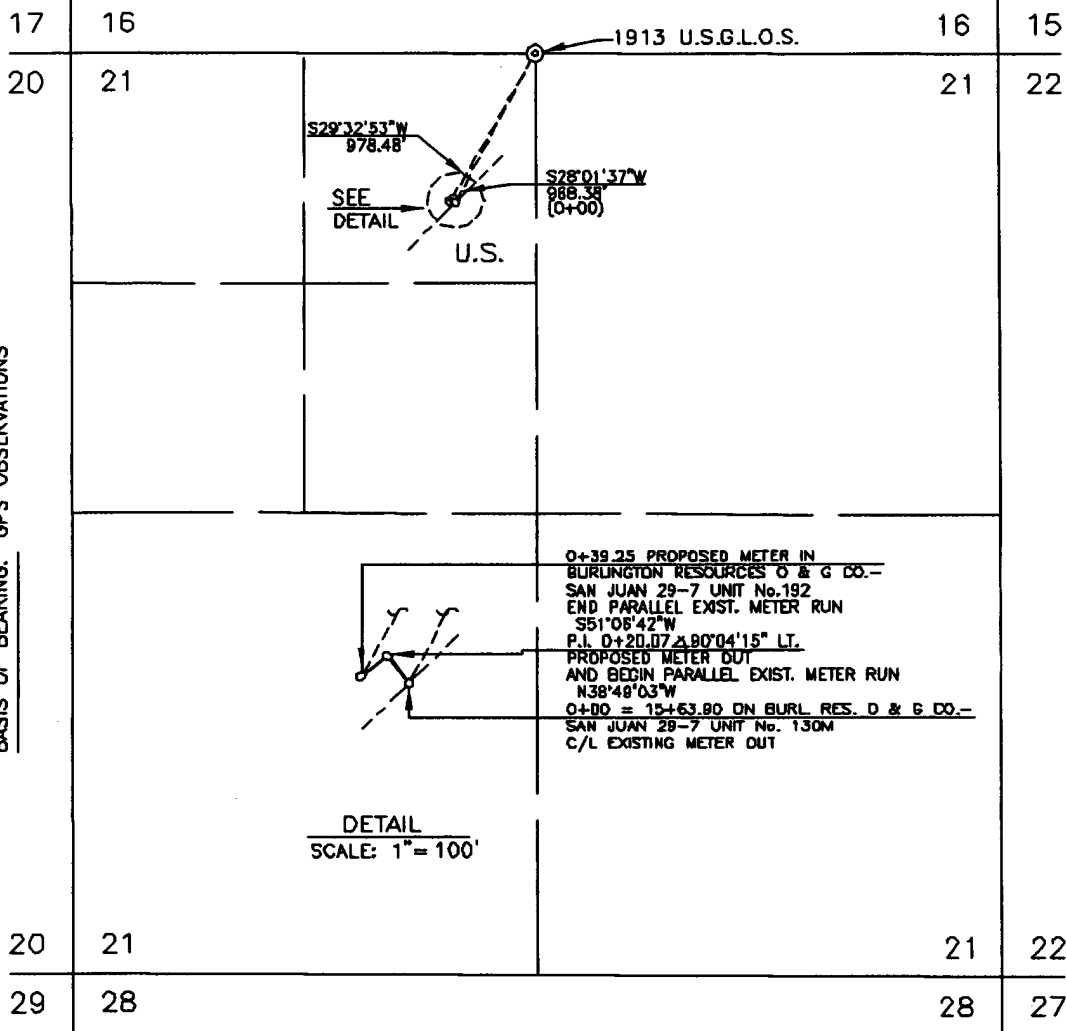 17 16 16 15
1913 U.S.G.L.O.S.
20 21 21 22
S29°32'53"W
978.48'
S28°01'37"W
968.38'
(0+00)
SEE
DETAIL
U.S.
BASIS OF BEARING: GPS OBSERVATIONS
0+39.25 PROPOSED METER IN
BURLINGTON RESOURCES O & G CO.-
SAN JUAN 29-7 UNIT No.192
END PARALLEL EXIST. METER RUN
S51°06'42"W
P.I. 0+20.07 △90°04'15" LT.
PROPOSED METER OUT
AND BEGIN PARALLEL EXIST. METER RUN
N38°49'03"W
0+00 = 15+63.90 ON BURL. RES. O & G CO.-
SAN JUAN 29-7 UNIT No. 130M
C/L EXISTING METER OUT
DETAIL
SCALE: 1"= 100'
20 21 21 22
29 28 28 27